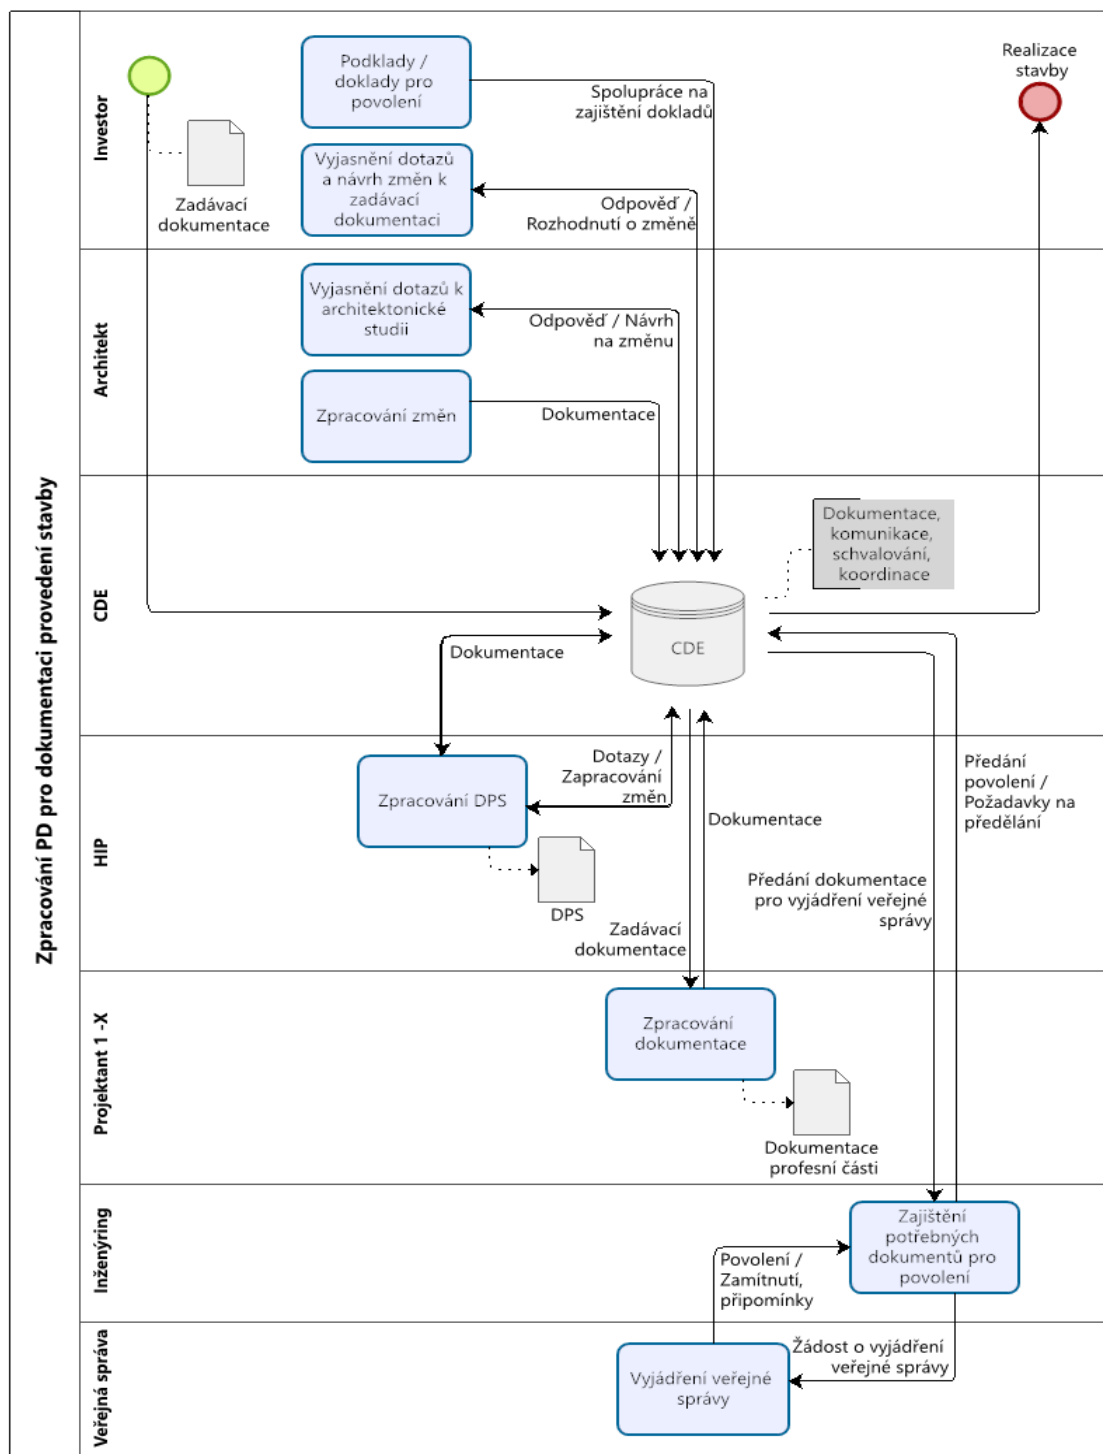 Zpracování PD pro dokumentaci provedení stavby
Investor
Podklady /
doklady pro
povolení
Spolupráce na
zajištění dokladů
Realizace
stavby
Zadávací
dokumentace
Vyjasnění dotazů
a návrh změn k
zadávací
dokumentaci
Odpověď /
Rozhodnutí o změně
Architekt
Vyjasnění dotazů k
architektonické
studii
Odpověď / Návrh
na změnu
Zpracování změn
Dokumentace
CDE
Dokumentace,
komunikace,
schvalování,
koordinace
CDE
Dokumentace
HIP
Zpracování DPS
Dotazy /
Zapracování
změn
DPS
Dokumentace
Předání
povolení /
Požadavky na
předělání
Předání dokumentace
pro vyjádření veřejné
správy
Zadávací
dokumentace
Projektant 1 -X
Zpracování
dokumentace
Dokumentace
profesní části
Inženýring
Zajištění
potřebných
dokumentů pro
povolení
Povolení /
Zamítnutí,
připomínky
Veřejná správa
Vyjádření veřejné
správy
Žádost o vyjádření
veřejné správy